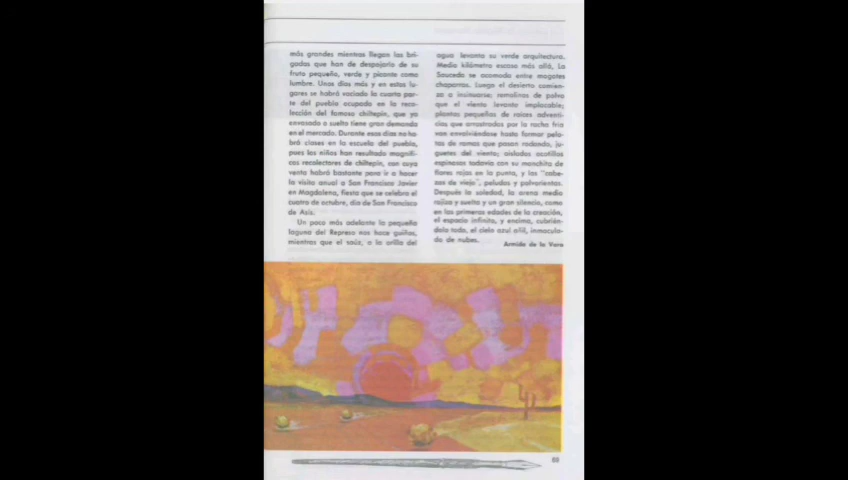 más grandes mientras llegan las bri-
gadas que han de despojarlo de su
fruto pequeño, verde y picante como
lumbre. Unos días más y en estos lu-
gares se habrá vaciado la cuarta par-
te del pueblo ocupada en la reco-
lección del famoso chiltepín, que ya
envasado o suelto tiene gran demanda
en el mercado. Durante esos días no ha-
brá clases en la escuela del pueblo,
pues los niños han resultado magnífi-
cos recolectores de chiltepín, con cuya
venta habrá bastante para ir a hacer
la visita anual a San Francisco Javier
en Magdalena, fiesta que se celebra el
cuatro de octubre, día de San Francisco
de Asís.
Un poco más adelante la pequeña
laguna del Represo nos hace guiños,
mientras que el saúz, a la orilla del
agua levanta su verde arquitectura.
Medio kilómetro escaso más allá, La
Sauceda se acomoda entre mogotes
chaparros. Luego el desierto comien-
za a insinuarse; remolinos de polvo
que el viento levanta implacable;
plantas pequeñas de raíces adventi-
cias que arrastradas por la racha fría
van envolviéndose hasta formar pelo-
tas de ramas que pasan rodando, ju-
guetes del viento; aislados ocotillos
espinosos todavía con su manchita de
flores rojas en la punta, y las "cabe-
zas de viejo", peludas y polvorientas.
Después la soledad, la arena medio
rojiza y suelta y un gran silencio, como
en las primeras edades de la creación,
el espacio infinito, y encima, cubrién-
dolo todo, el cielo azul añil, inmacula-
do de nubes.
Armida de la Vara
89